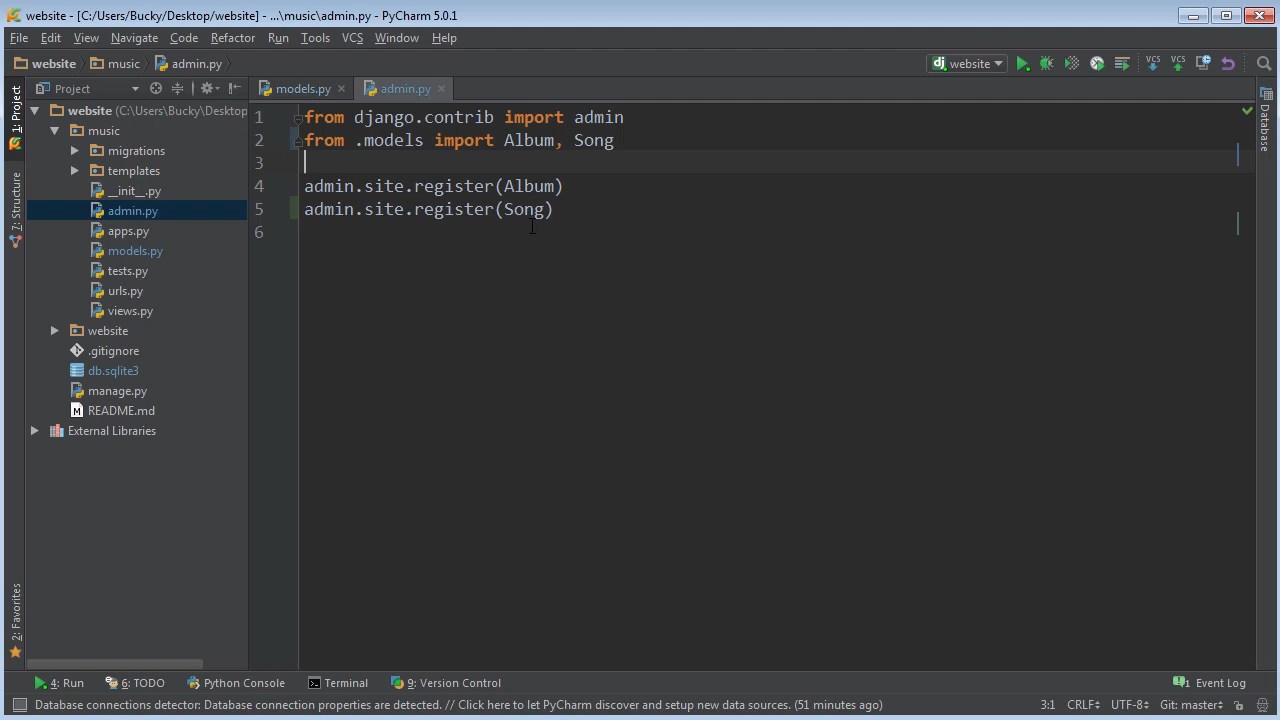 website - [C:/Users/Bucky/Desktop/website] - ...\music\admin.py - PyCharm 5.0.1
File Edit View Navigate Code Refactor Run Tools VCS Window Help
website music admin.py
dj website VCS VCS
1: Project
7: Structure
2: Favorites
Project
website (C:\Users\Bucky\Desktop
music
migrations
templates
__init__.py
admin.py
apps.py
models.py
tests.py
urls.py
views.py
website
.gitignore
db.sqlite3
manage.py
README.md
External Libraries
models.py admin.py
1 from django.contrib import admin
2 from .models import Album, Song
3
4 admin.site.register(Album)
5 admin.site.register(Song)
6
Database
4: Run 6: TODO Python Console Terminal 9: Version Control 1 Event Log
Database connections detector: Database connection properties are detected. // Click here to let PyCharm discover and setup new data sources. (51 minutes ago) 3:1 CRLF UTF-8 Git: master